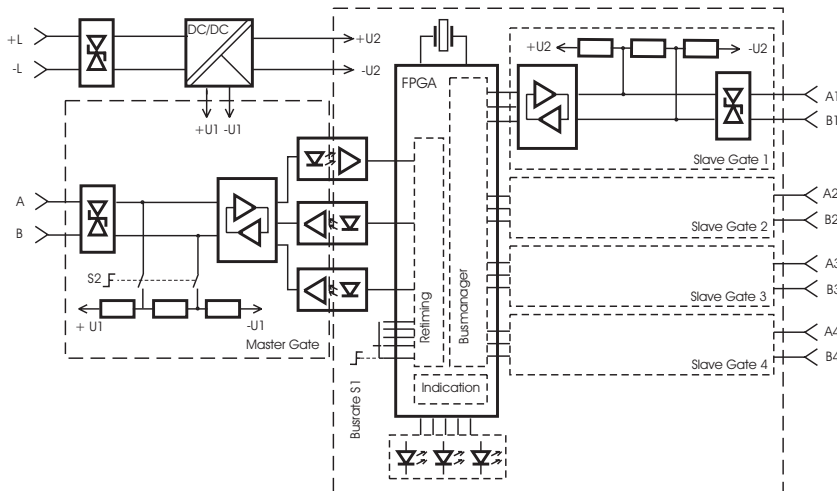 +L
-L
DC/DC
+U2
-U2
+U1 -U1
FPGA
+U2
-U2
A1
B1
Slave Gate 1
A
B
A2
B2
Slave Gate 2
S2
A3
B3
Slave Gate 3
+ U1
-U1
Master Gate
Retiming
Busmanager
A4
B4
Slave Gate 4
Busrate S1
Indication